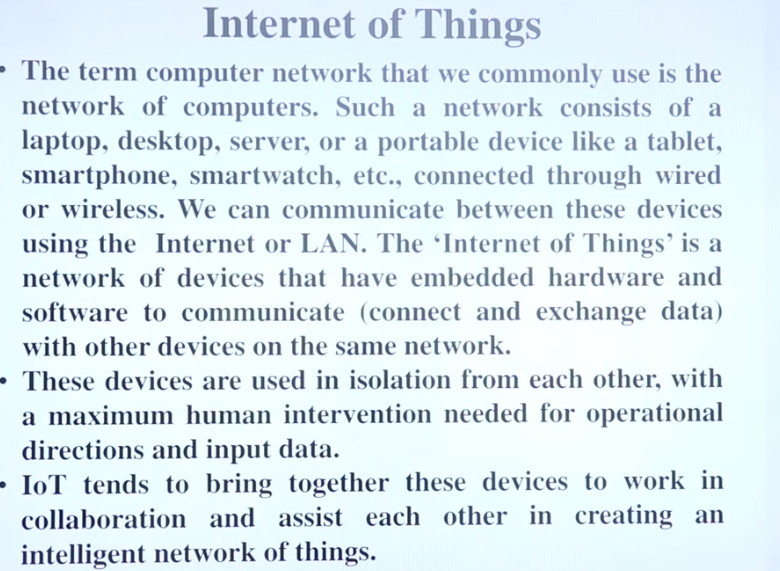 Internet of Things
• The term computer network that we commonly use is the
network of computers. Such a network consists of a
laptop, desktop, server, or a portable device like a tablet,
smartphone, smartwatch, etc., connected through wired
or wireless. We can communicate between these devices
using the Internet or LAN. The ‘Internet of Things’ is a
network of devices that have embedded hardware and
software to communicate (connect and exchange data)
with other devices on the same network.
• These devices are used in isolation from each other, with
a maximum human intervention needed for operational
directions and input data.
• IoT tends to bring together these devices to work in
collaboration and assist each other in creating an
intelligent network of things.